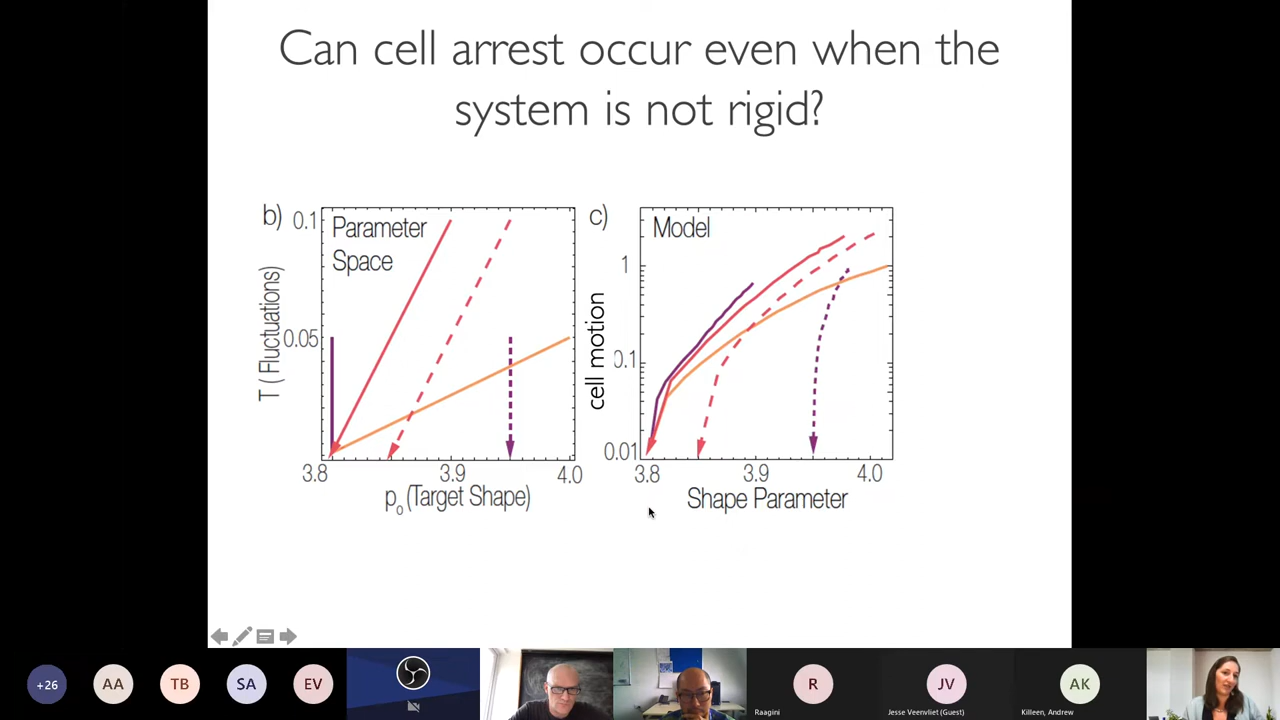 Can cell arrest occur even when the
system is not rigid?
b)
Parameter
Space
0.1
0.05
T ( Fluctuations)
3.8
3.9
4.0
p0 (Target Shape)
c)
Model
1
0.1
0.01
cell motion
3.8
3.9
4.0
Shape Parameter
+26
AA
TB
SA
EV
R
Raagini
JV
Jesse Veenvliet (Guest)
AK
Killeen, Andrew